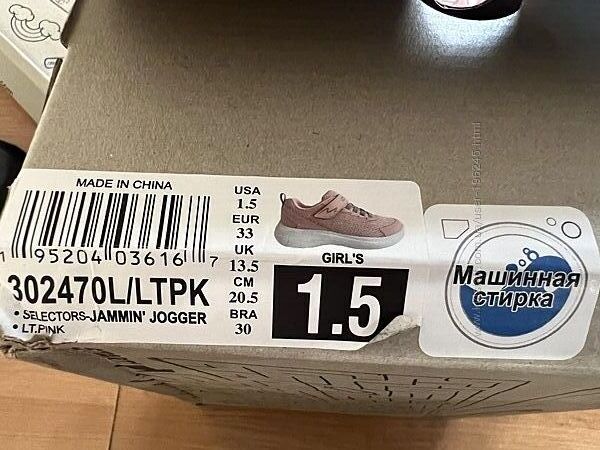 MADE IN CHINA
1 95204 03616 7
302470L/LTPK
• SELECTORS-JAMMIN' JOGGER
• LT.PINK
USA
1.5
EUR
33
UK
13.5
CM
20.5
BRA
30
GIRL'S
1.5
Машинная
стирка